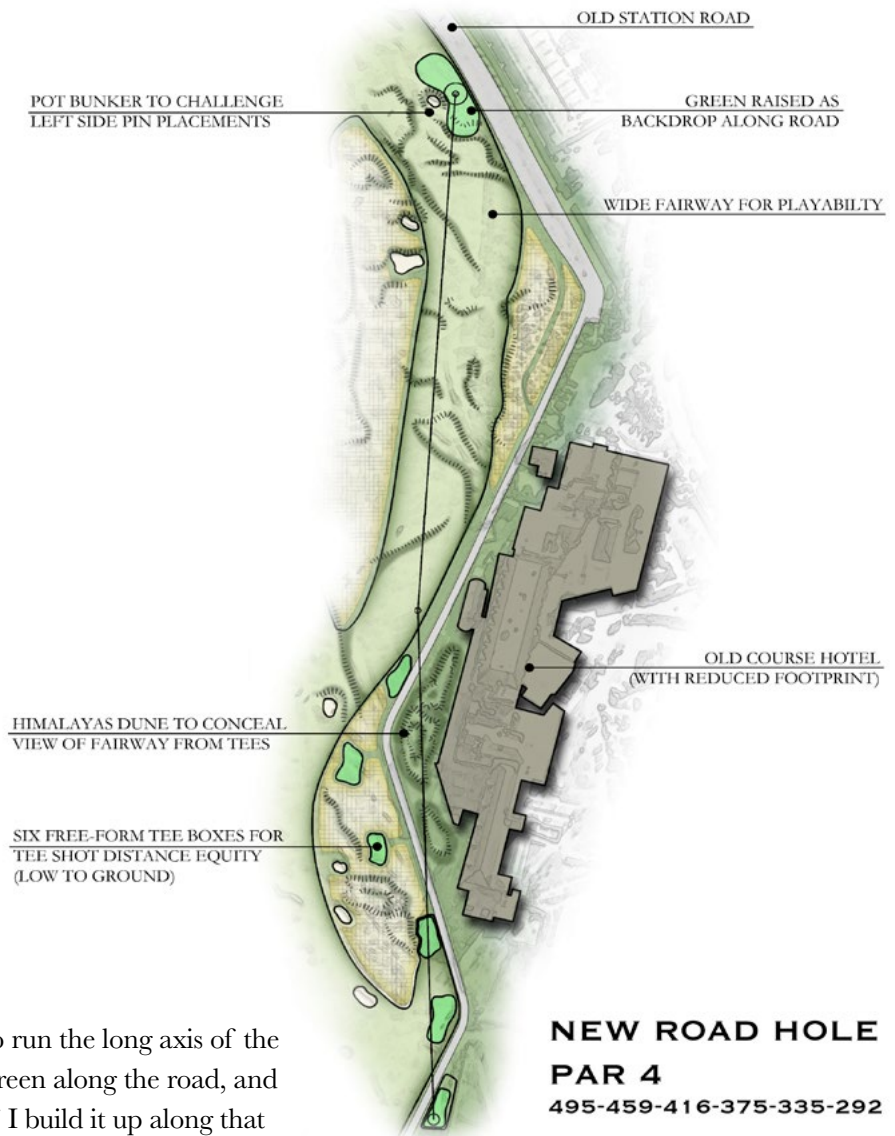 OLD STATION ROAD
POT BUNKER TO CHALLENGE
LEFT SIDE PIN PLACEMENTS
GREEN RAISED AS
BACKDROP ALONG ROAD
WIDE FAIRWAY FOR PLAYABILTY
OLD COURSE HOTEL
(WITH REDUCED FOOTPRINT)
HIMALAYAS DUNE TO CONCEAL
VIEW OF FAIRWAY FROM TEES
SIX FREE-FORM TEE BOXES FOR
TEE SHOT DISTANCE EQUITY
(LOW TO GROUND)
run the long axis of the
along the road, and
I build it up along that
NEW ROAD HOLE
PAR 4
495-459-416-375-335-292